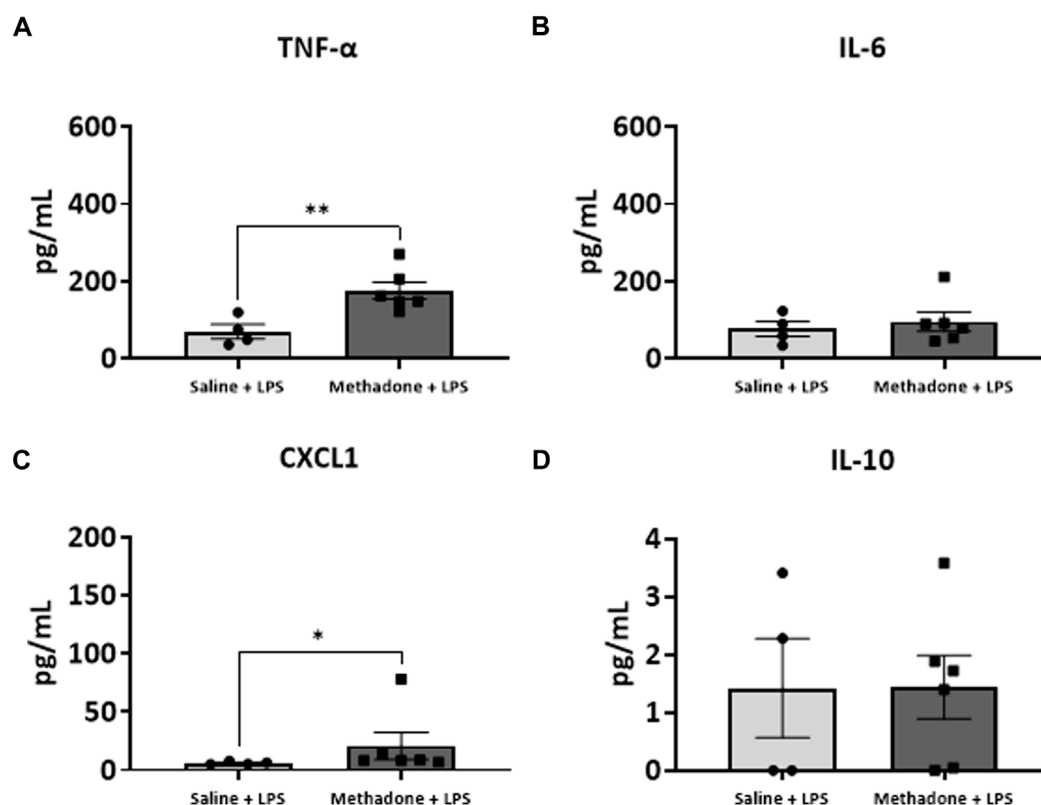 A
TNF-α
pg/mL
600
400
200
0
**
Saline + LPS
Methadone + LPS
B
IL-6
pg/mL
600
400
200
0
Saline + LPS
Methadone + LPS
C
CXCL1
pg/mL
200
150
100
50
0
*
Saline + LPS
Methadone + LPS
D
IL-10
pg/mL
4
3
2
1
0
Saline + LPS
Methadone + LPS